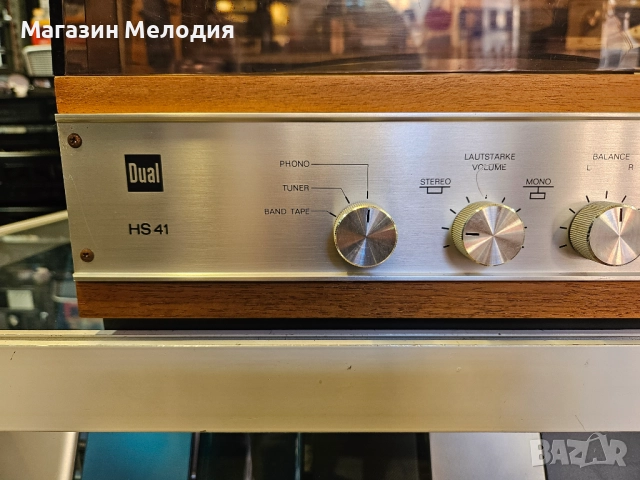 Магазин Мелодия
Dual
HS 41
PHONO
TUNER
BAND TAPE
STEREO
LAUTSTÄRKE
VOLUME
MONO
BALANCE
L R
BAZAR